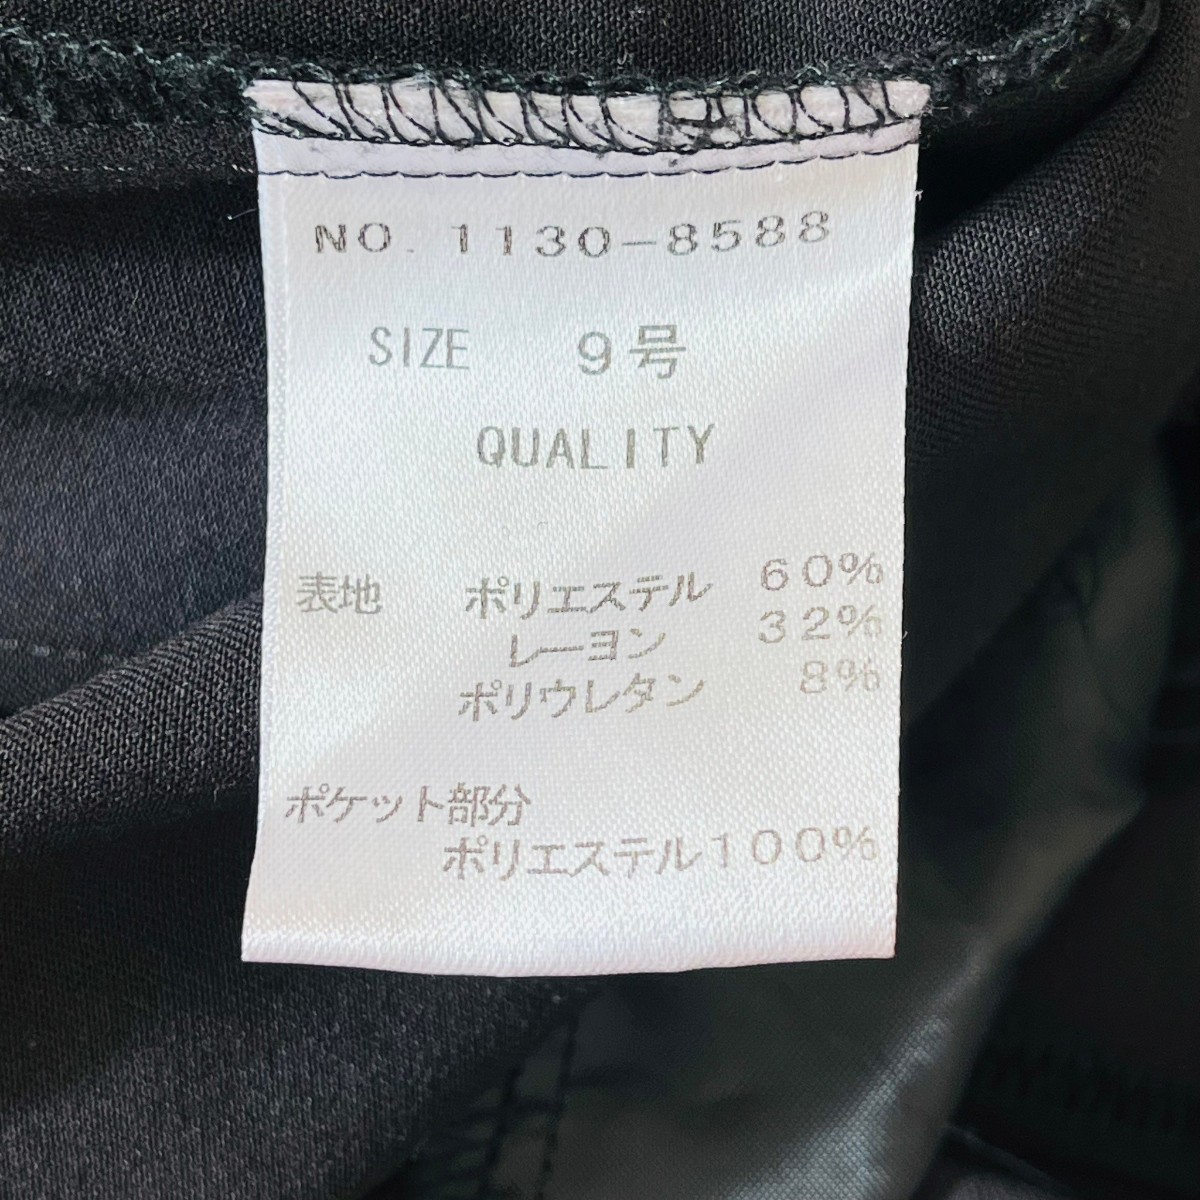 NO. 1130-8588
SIZE 9号
QUALITY
表地 ポリエステル 60%
レーヨン 32%
ポリウレタン 8%
ポケット部分
ポリエステル100%